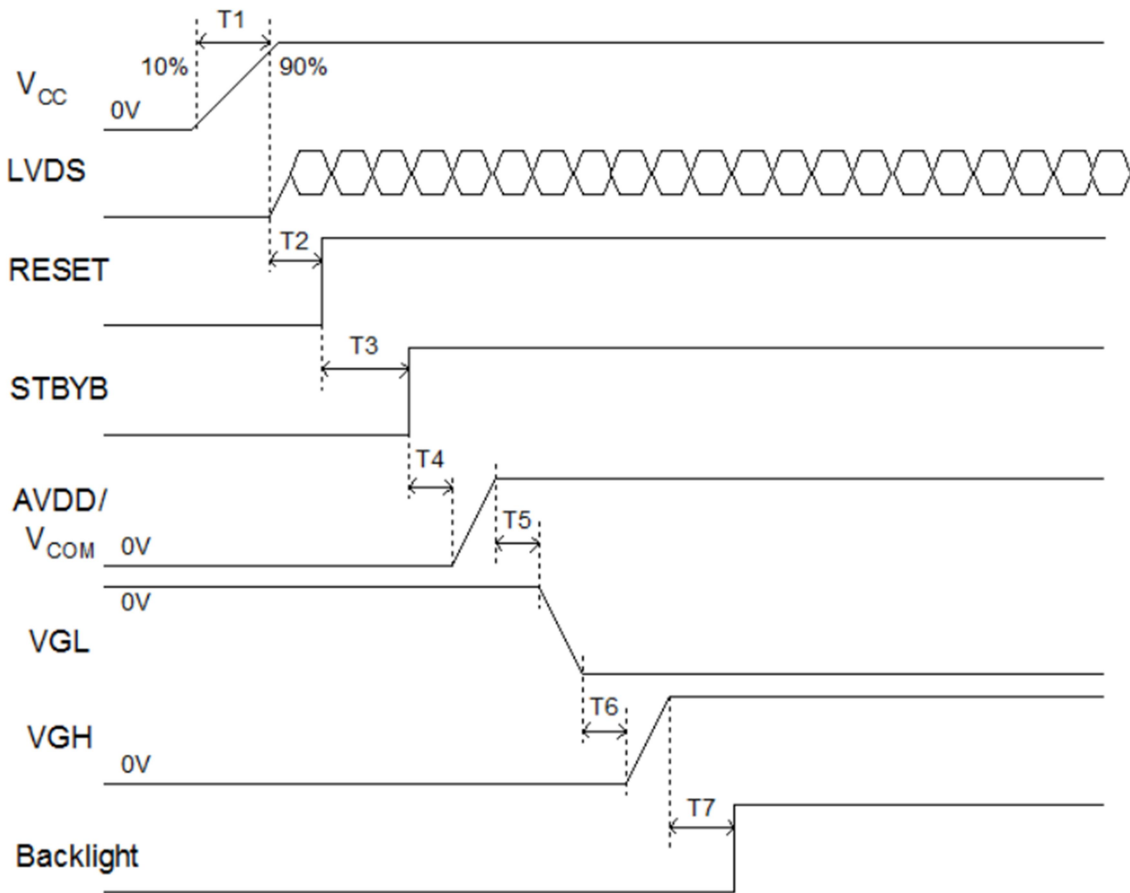 T1
10%
90%
VCC
0V
LVDS
T2
RESET
T3
STBYB
T4
AVDD/
VCOM
T5
0V
0V
VGL
T6
VGH
0V
T7
Backlight